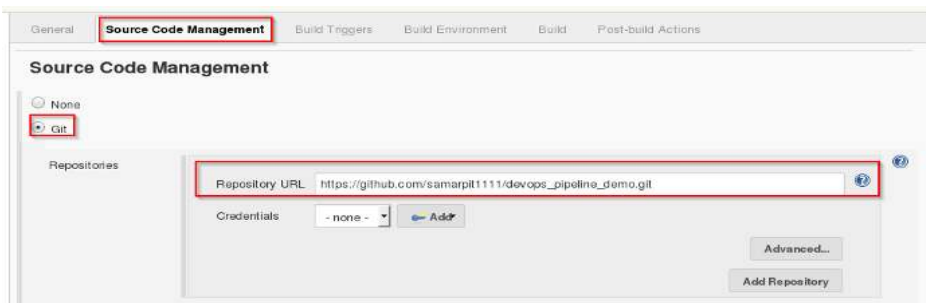 General Source Code Management Build Triggers Build Environment Build Post-build Actions
Source Code Management
None
Git
Repositories
Repository URL https://github.com/samarpit1111/devops_pipeline_demo.git
Credentials - none - Add
Advanced...
Add Repository